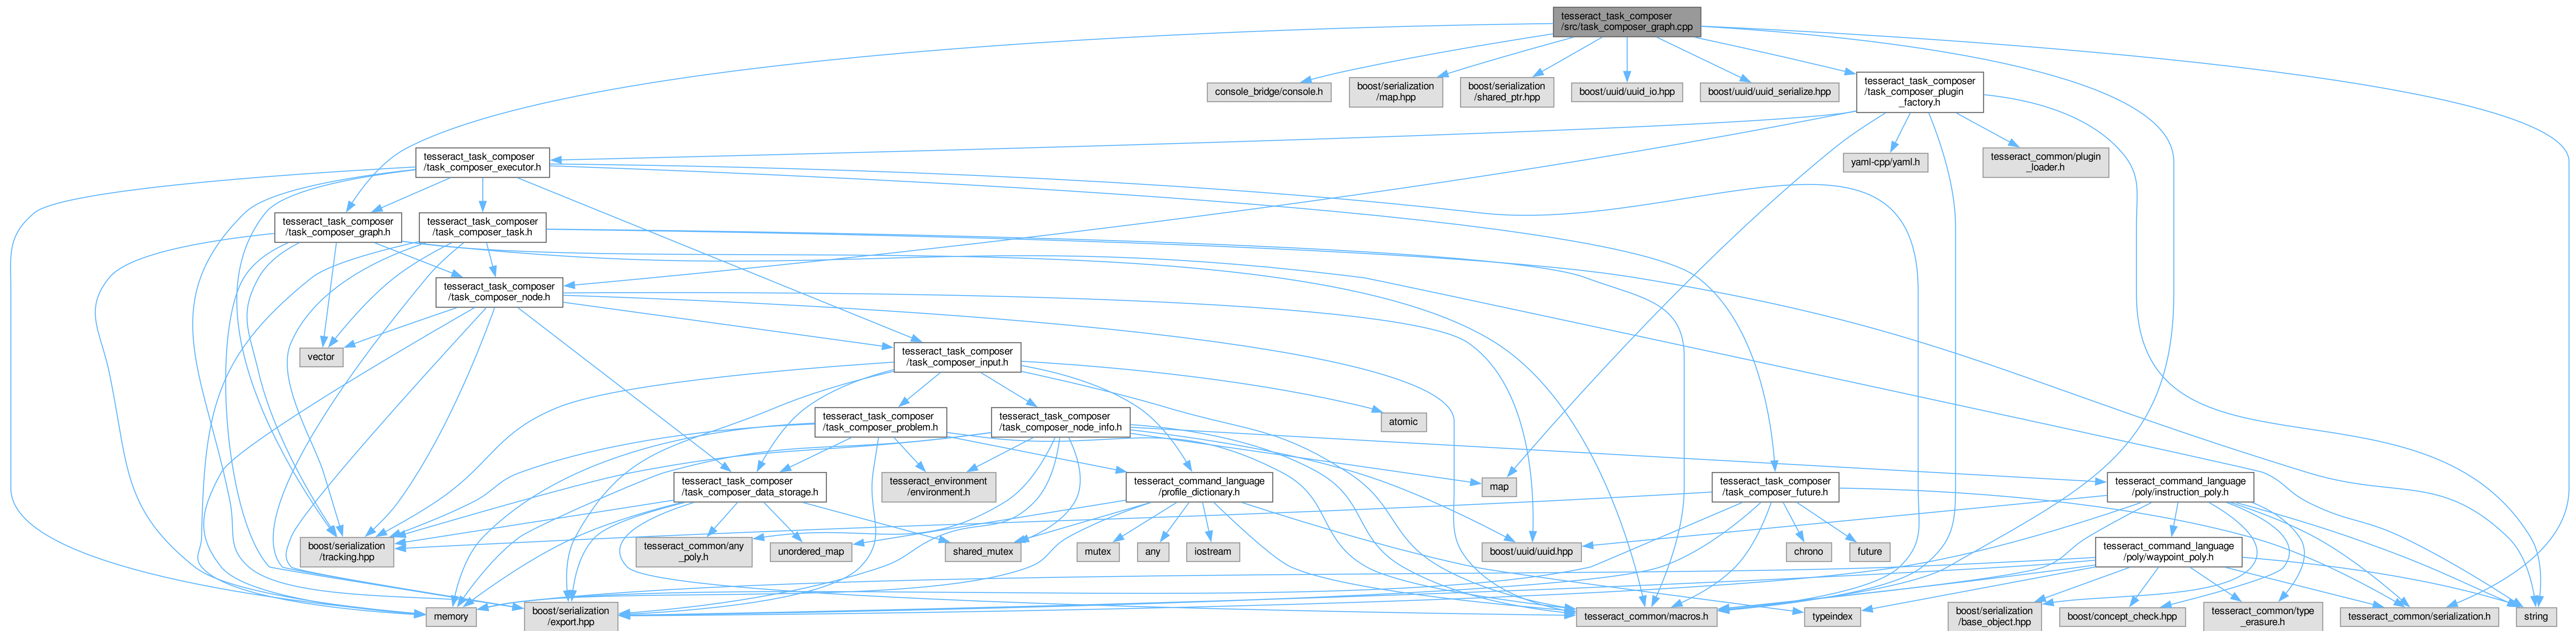 tesseract_task_composer
/src/task_composer_graph.cpp
console_bridge/console.h
boost/serialization
/map.hpp
boost/serialization
/shared_ptr.hpp
boost/uuid/uuid_io.hpp
boost/uuid/uuid_serialize.hpp
tesseract_task_composer
/task_composer_plugin
_factory.h
tesseract_task_composer
/task_composer_executor.h
yaml-cpp/yaml.h
tesseract_common/plugin
_loader.h
tesseract_task_composer
/task_composer_graph.h
tesseract_task_composer
/task_composer_task.h
tesseract_task_composer
/task_composer_node.h
vector
tesseract_task_composer
/task_composer_input.h
tesseract_task_composer
/task_composer_problem.h
tesseract_task_composer
/task_composer_node_info.h
atomic
tesseract_task_composer
/task_composer_data_storage.h
tesseract_environment
/environment.h
tesseract_command_language
/profile_dictionary.h
map
tesseract_task_composer
/task_composer_future.h
tesseract_command_language
/poly/instruction_poly.h
boost/serialization
/tracking.hpp
tesseract_common/any
_poly.h
unordered_map
shared_mutex
mutex
any
iostream
boost/uuid/uuid.hpp
chrono
future
tesseract_command_language
/poly/waypoint_poly.h
memory
boost/serialization
/export.hpp
tesseract_common/macros.h
typeindex
boost/serialization
/base_object.hpp
boost/concept_check.hpp
tesseract_common/type
_erasure.h
tesseract_common/serialization.h
string